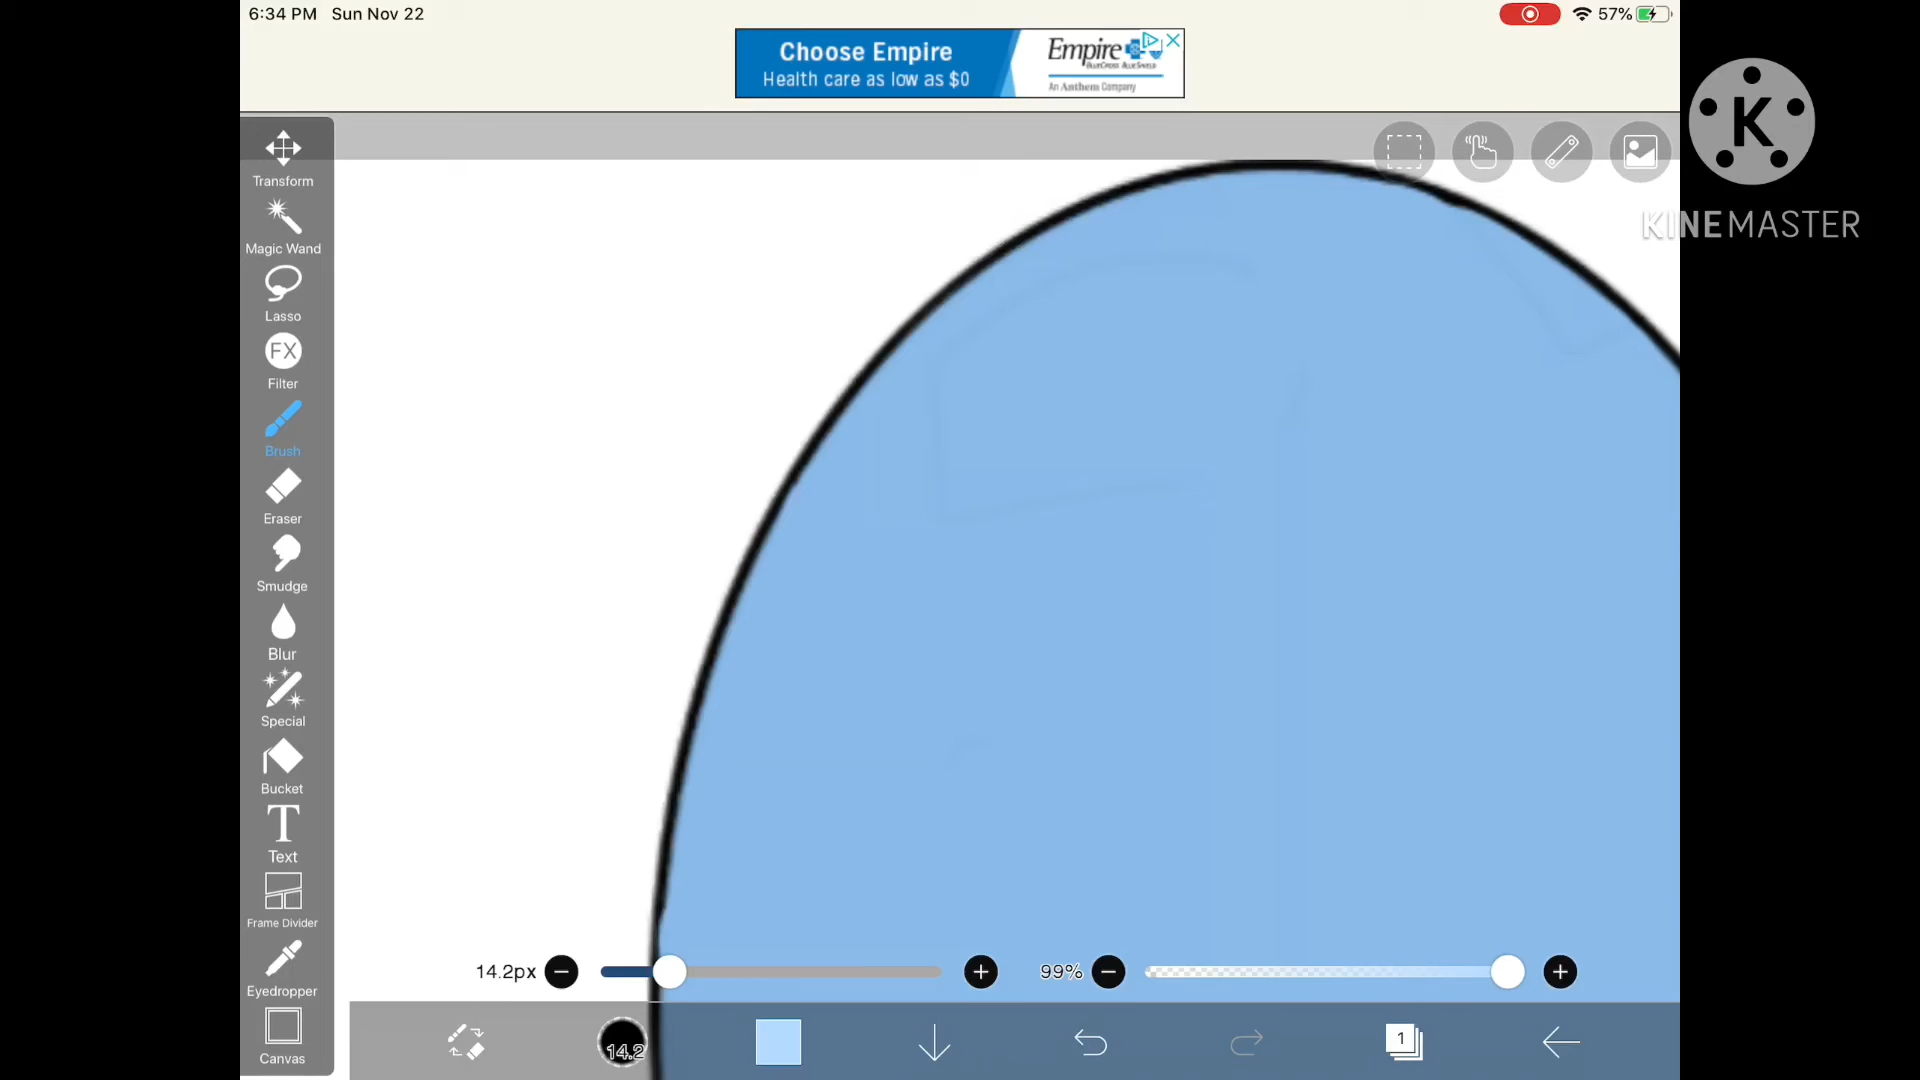 6:34 PM Sun Nov 22
57%
Choose Empire
Health care as low as $0
Empire
BLUECROSS BLUESHIELD
An Anthem Company
K
KINEMASTER
Transform
Magic Wand
Lasso
FX
Filter
Brush
Eraser
Smudge
Blur
Special
Bucket
T
Text
Frame Divider
Eyedropper
Canvas
14.2px
99%
14.2
1